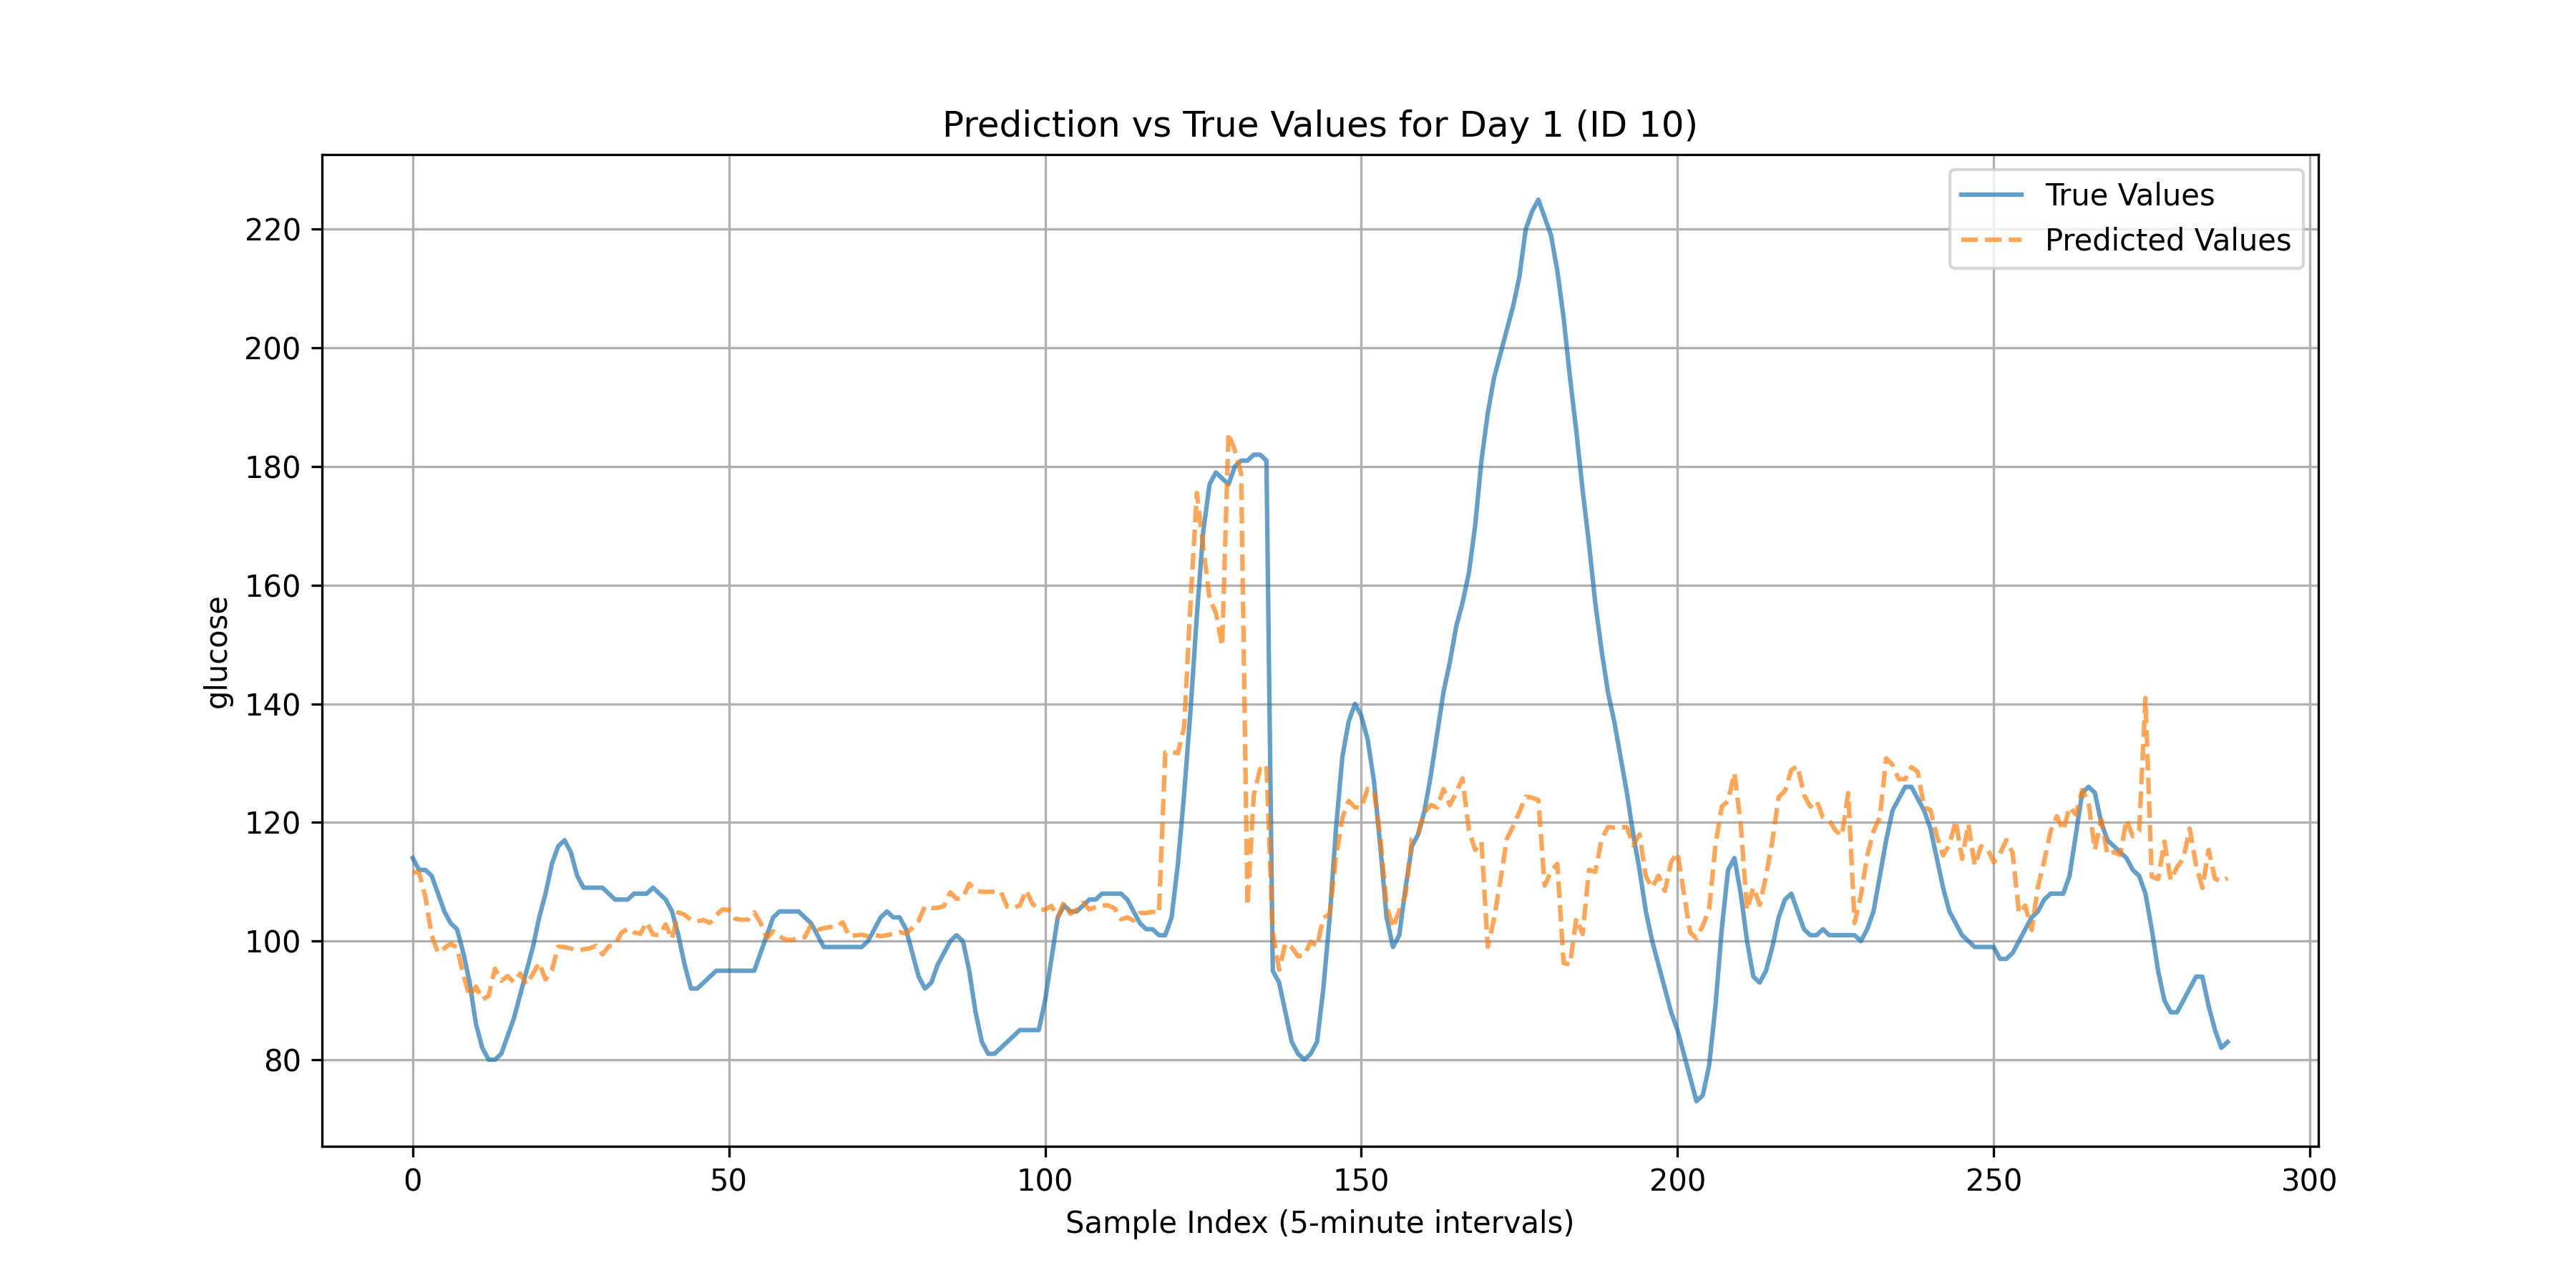 Prediction vs True Values for Day 1 (ID 10)
True Values
Predicted Values
glucose
220
200
180
160
140
120
100
80
0 50 100 150 200 250 300
Sample Index (5-minute intervals)